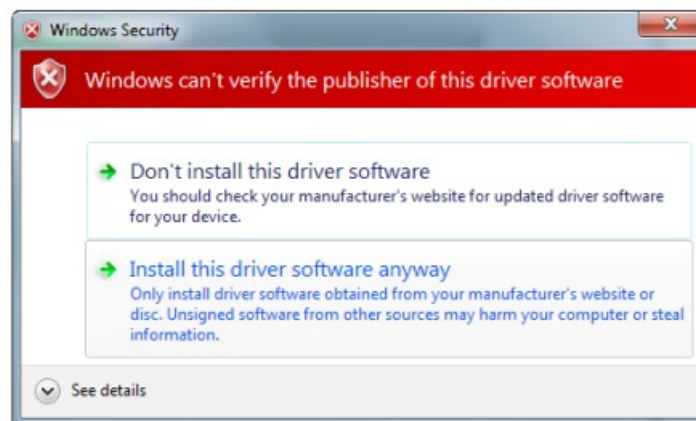 Windows Security
Windows can't verify the publisher of this driver software
Don't install this driver software
You should check your manufacturer's website for updated driver software
for your device.
Install this driver software anyway
Only install driver software obtained from your manufacturer's website or
disc. Unsigned software from other sources may harm your computer or steal
information.
See details